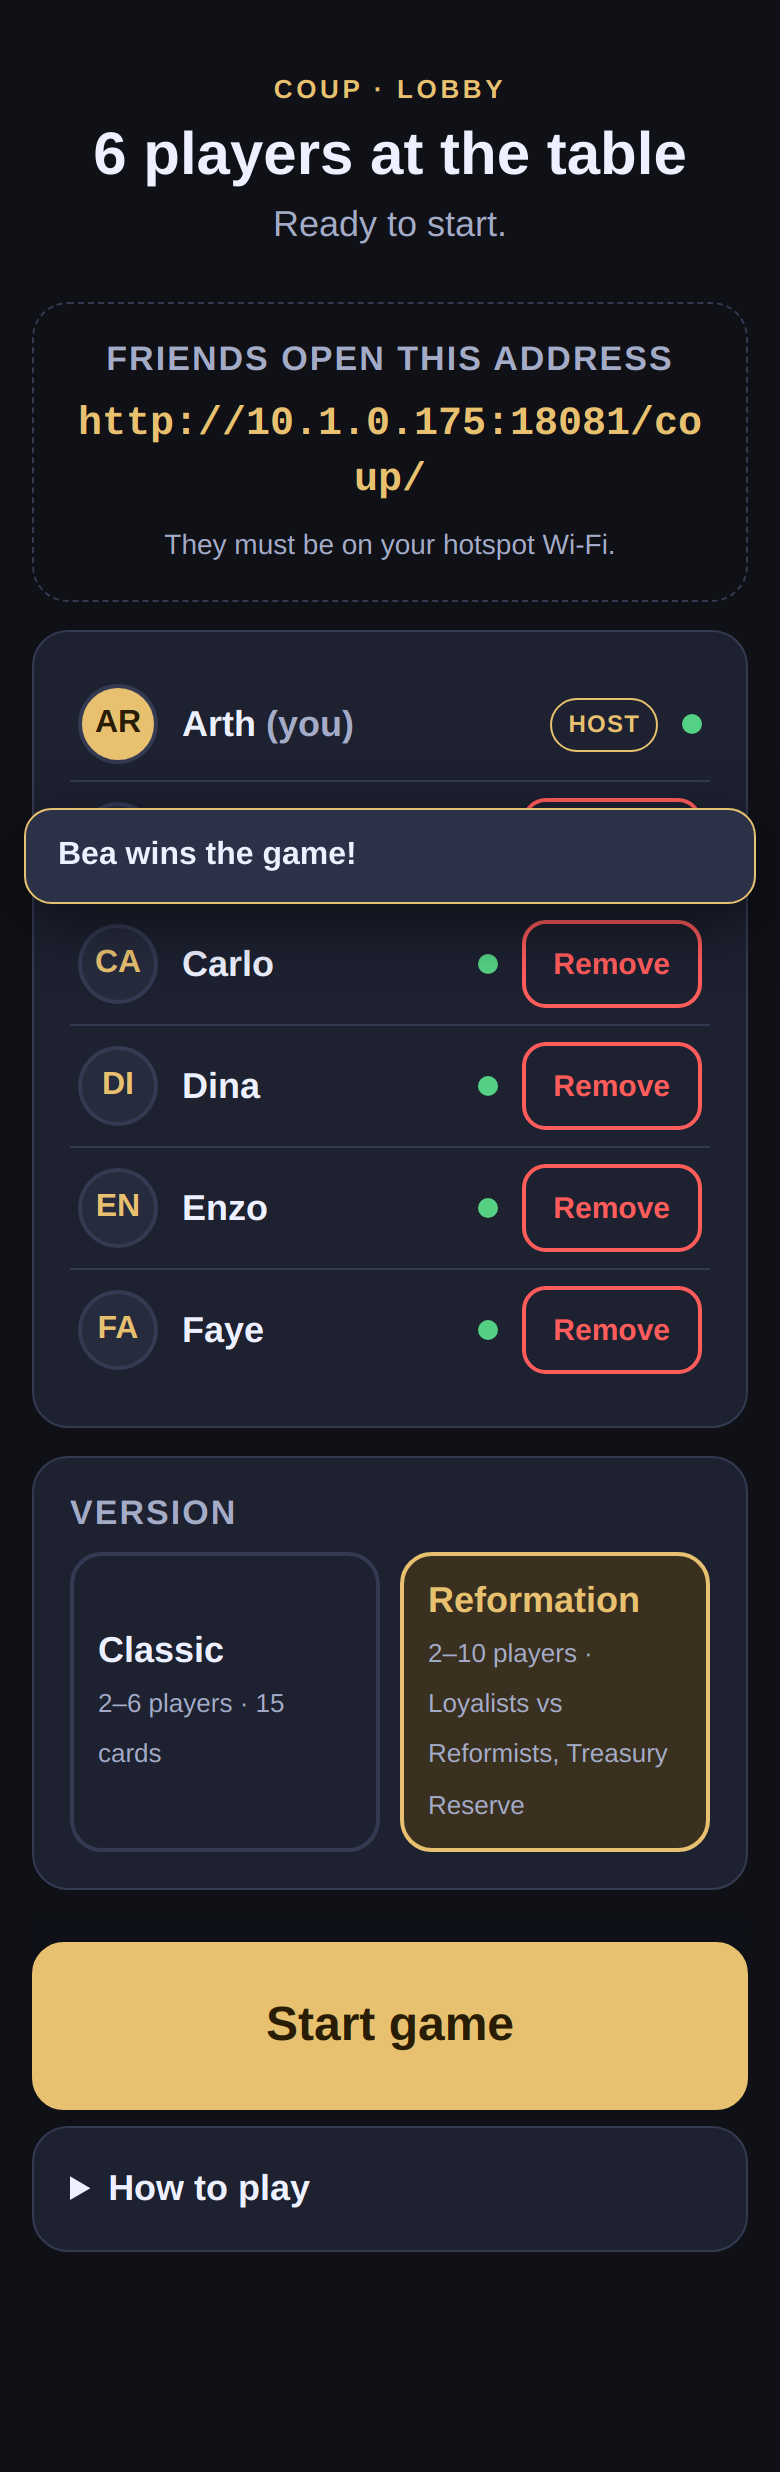 COUP · LOBBY
6 players at the table
Ready to start.
FRIENDS OPEN THIS ADDRESS
http://10.1.0.175:18081/co
up/
They must be on your hotspot Wi-Fi.
AR Arth (you) HOST
Bea wins the game!
CA Carlo Remove
DI Dina Remove
EN Enzo Remove
FA Faye Remove
VERSION
Classic
2–6 players · 15
cards
Reformation
2–10 players ·
Loyalists vs
Reformists, Treasury
Reserve
Start game
How to play